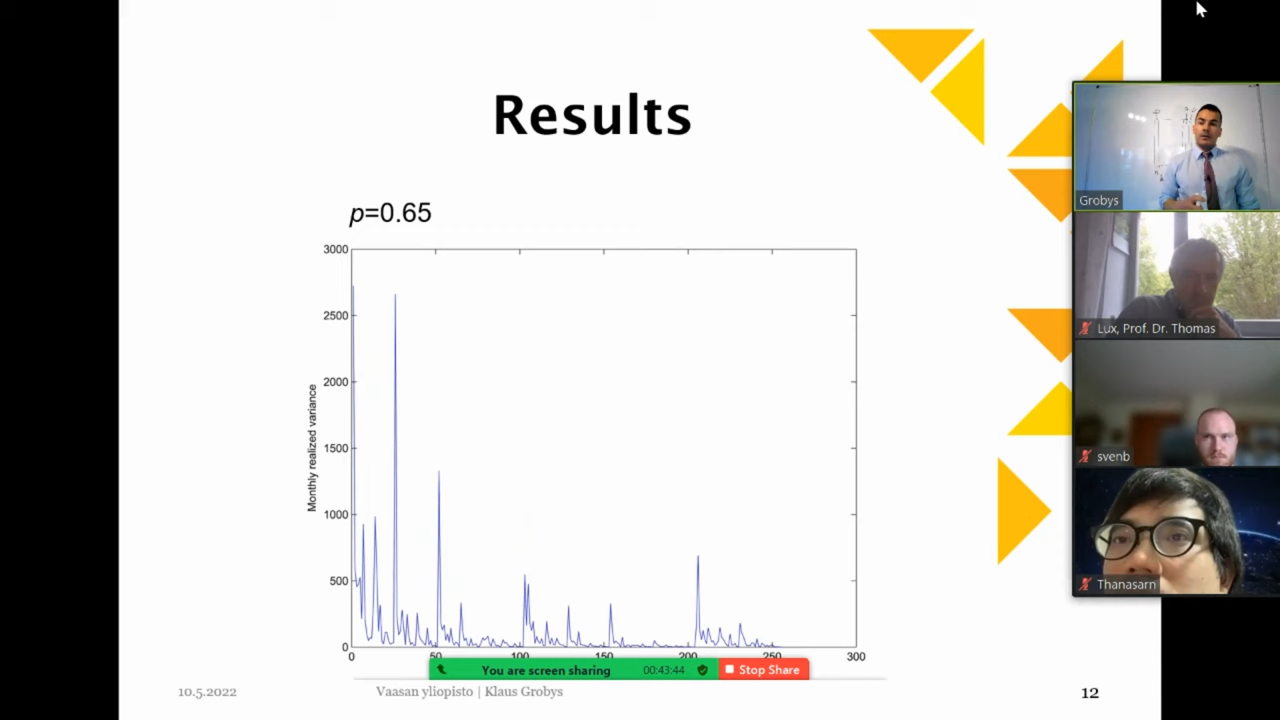 Results
p=0.65
3000
2500
2000
1500
1000
500
0
Monthly realized variance
0 50 100 150 200 250 300
You are screen sharing 00:43:44 Stop Share
10.5.2022 Vaasan yliopisto | Klaus Grobys 12
Grobys
Lux, Prof. Dr. Thomas
svenb
Thanasarn